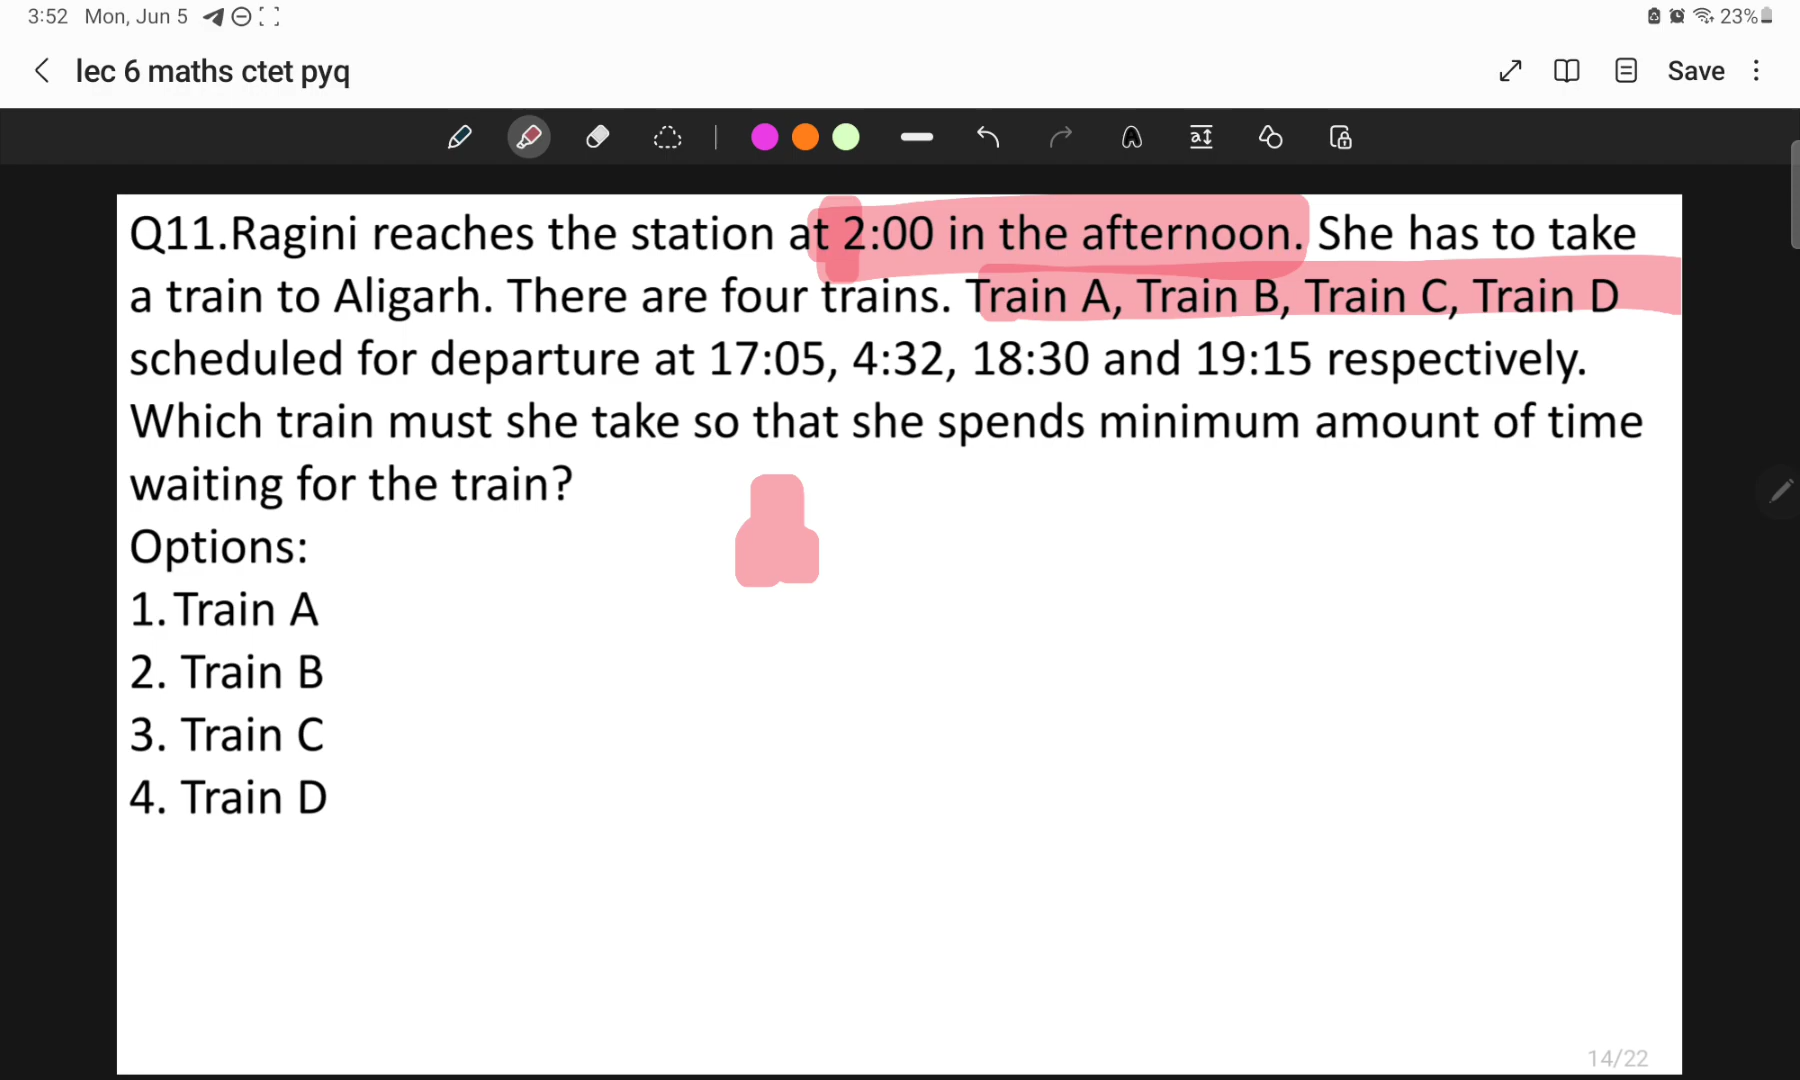 3:52 Mon, Jun 5
23%
lec 6 maths ctet pyq
Save
Q11.Ragini reaches the station at 2:00 in the afternoon. She has to take
a train to Aligarh. There are four trains. Train A, Train B, Train C, Train D
scheduled for departure at 17:05, 4:32, 18:30 and 19:15 respectively.
Which train must she take so that she spends minimum amount of time
waiting for the train?
Options:
1. Train A
2. Train B
3. Train C
4. Train D
14/22